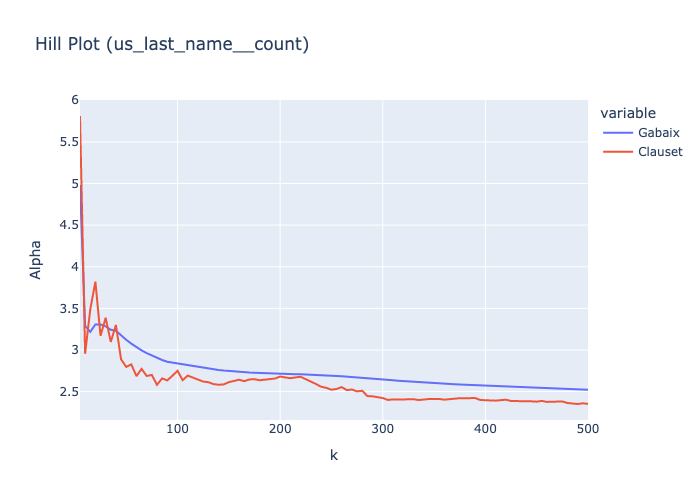 Hill Plot (us_last_name__count)
variable
Gabaix
Clauset
Alpha
6
5.5
5
4.5
4
3.5
3
2.5
100
200
300
400
500
k